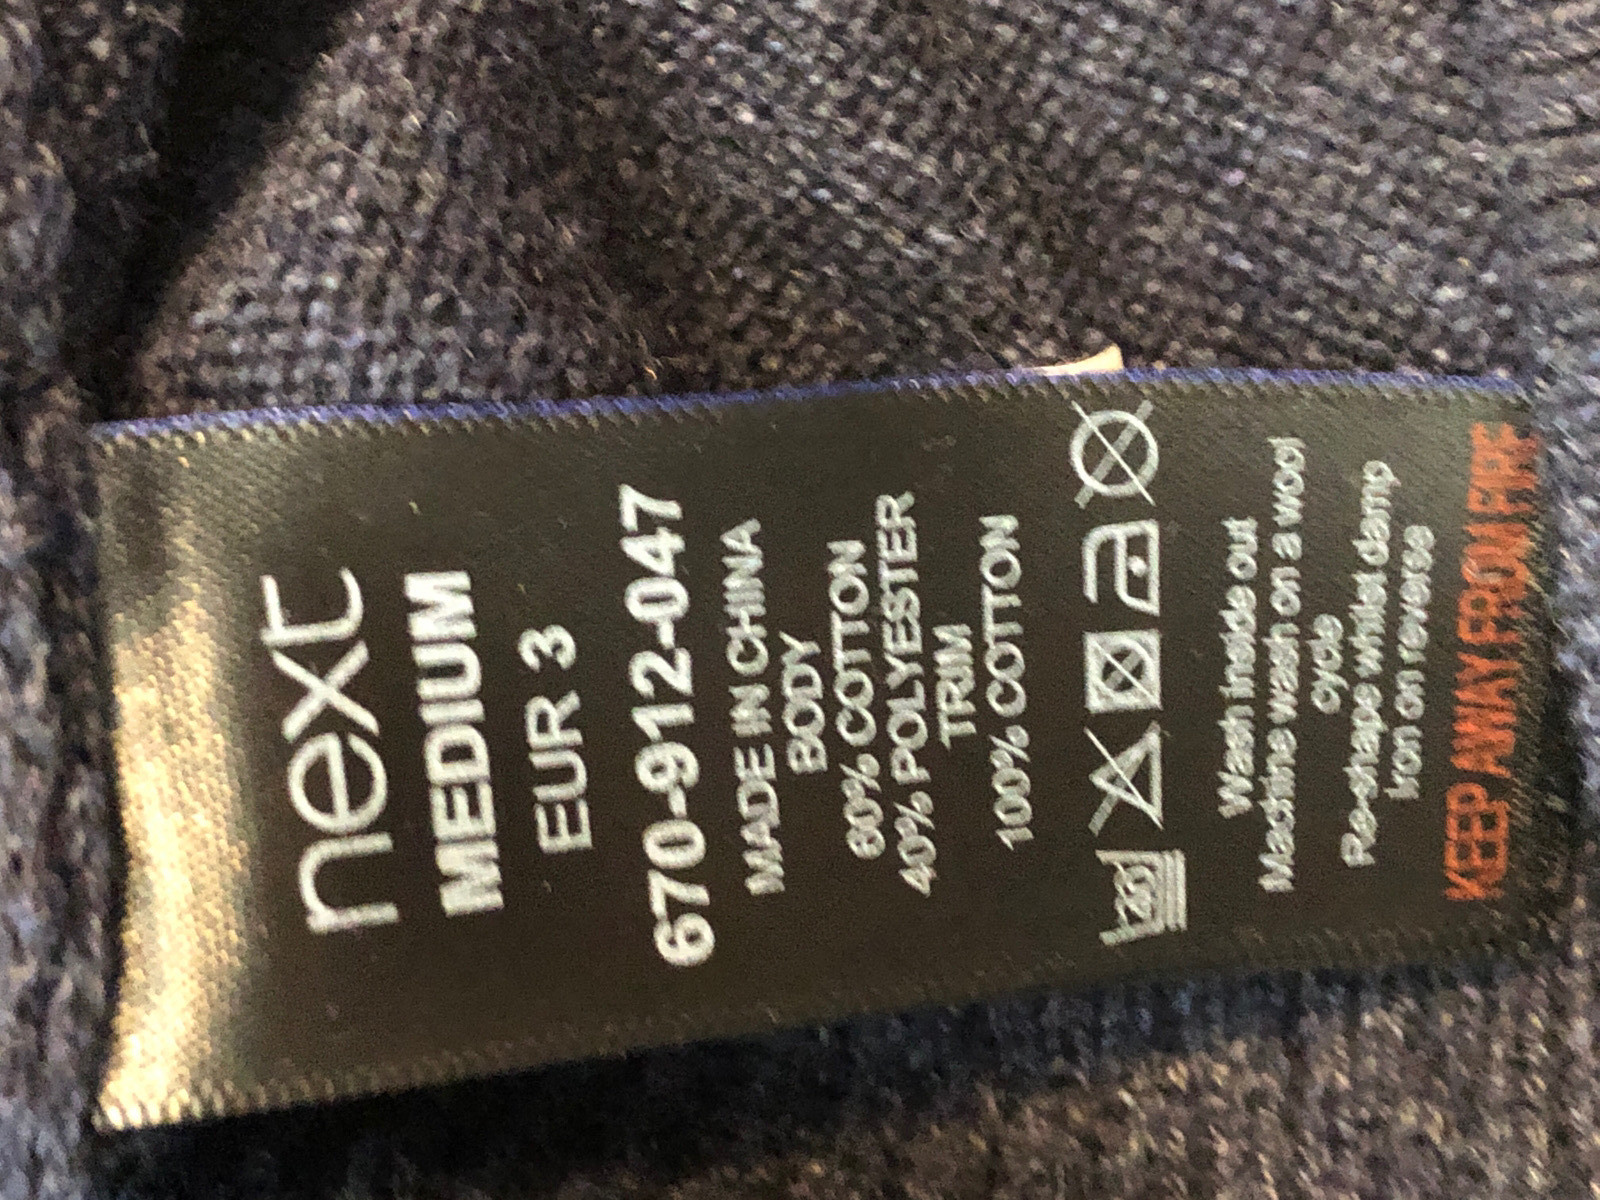 next
MEDIUM
EUR 3
670-912-047
MADE IN CHINA
BODY
60% COTTON
40% POLYESTER
TRIM
100% COTTON
Wash inside out
Machine wash on a wool
cycle
Re-shape whilst damp
Iron on reverse
KEEP AWAY FROM FIRE